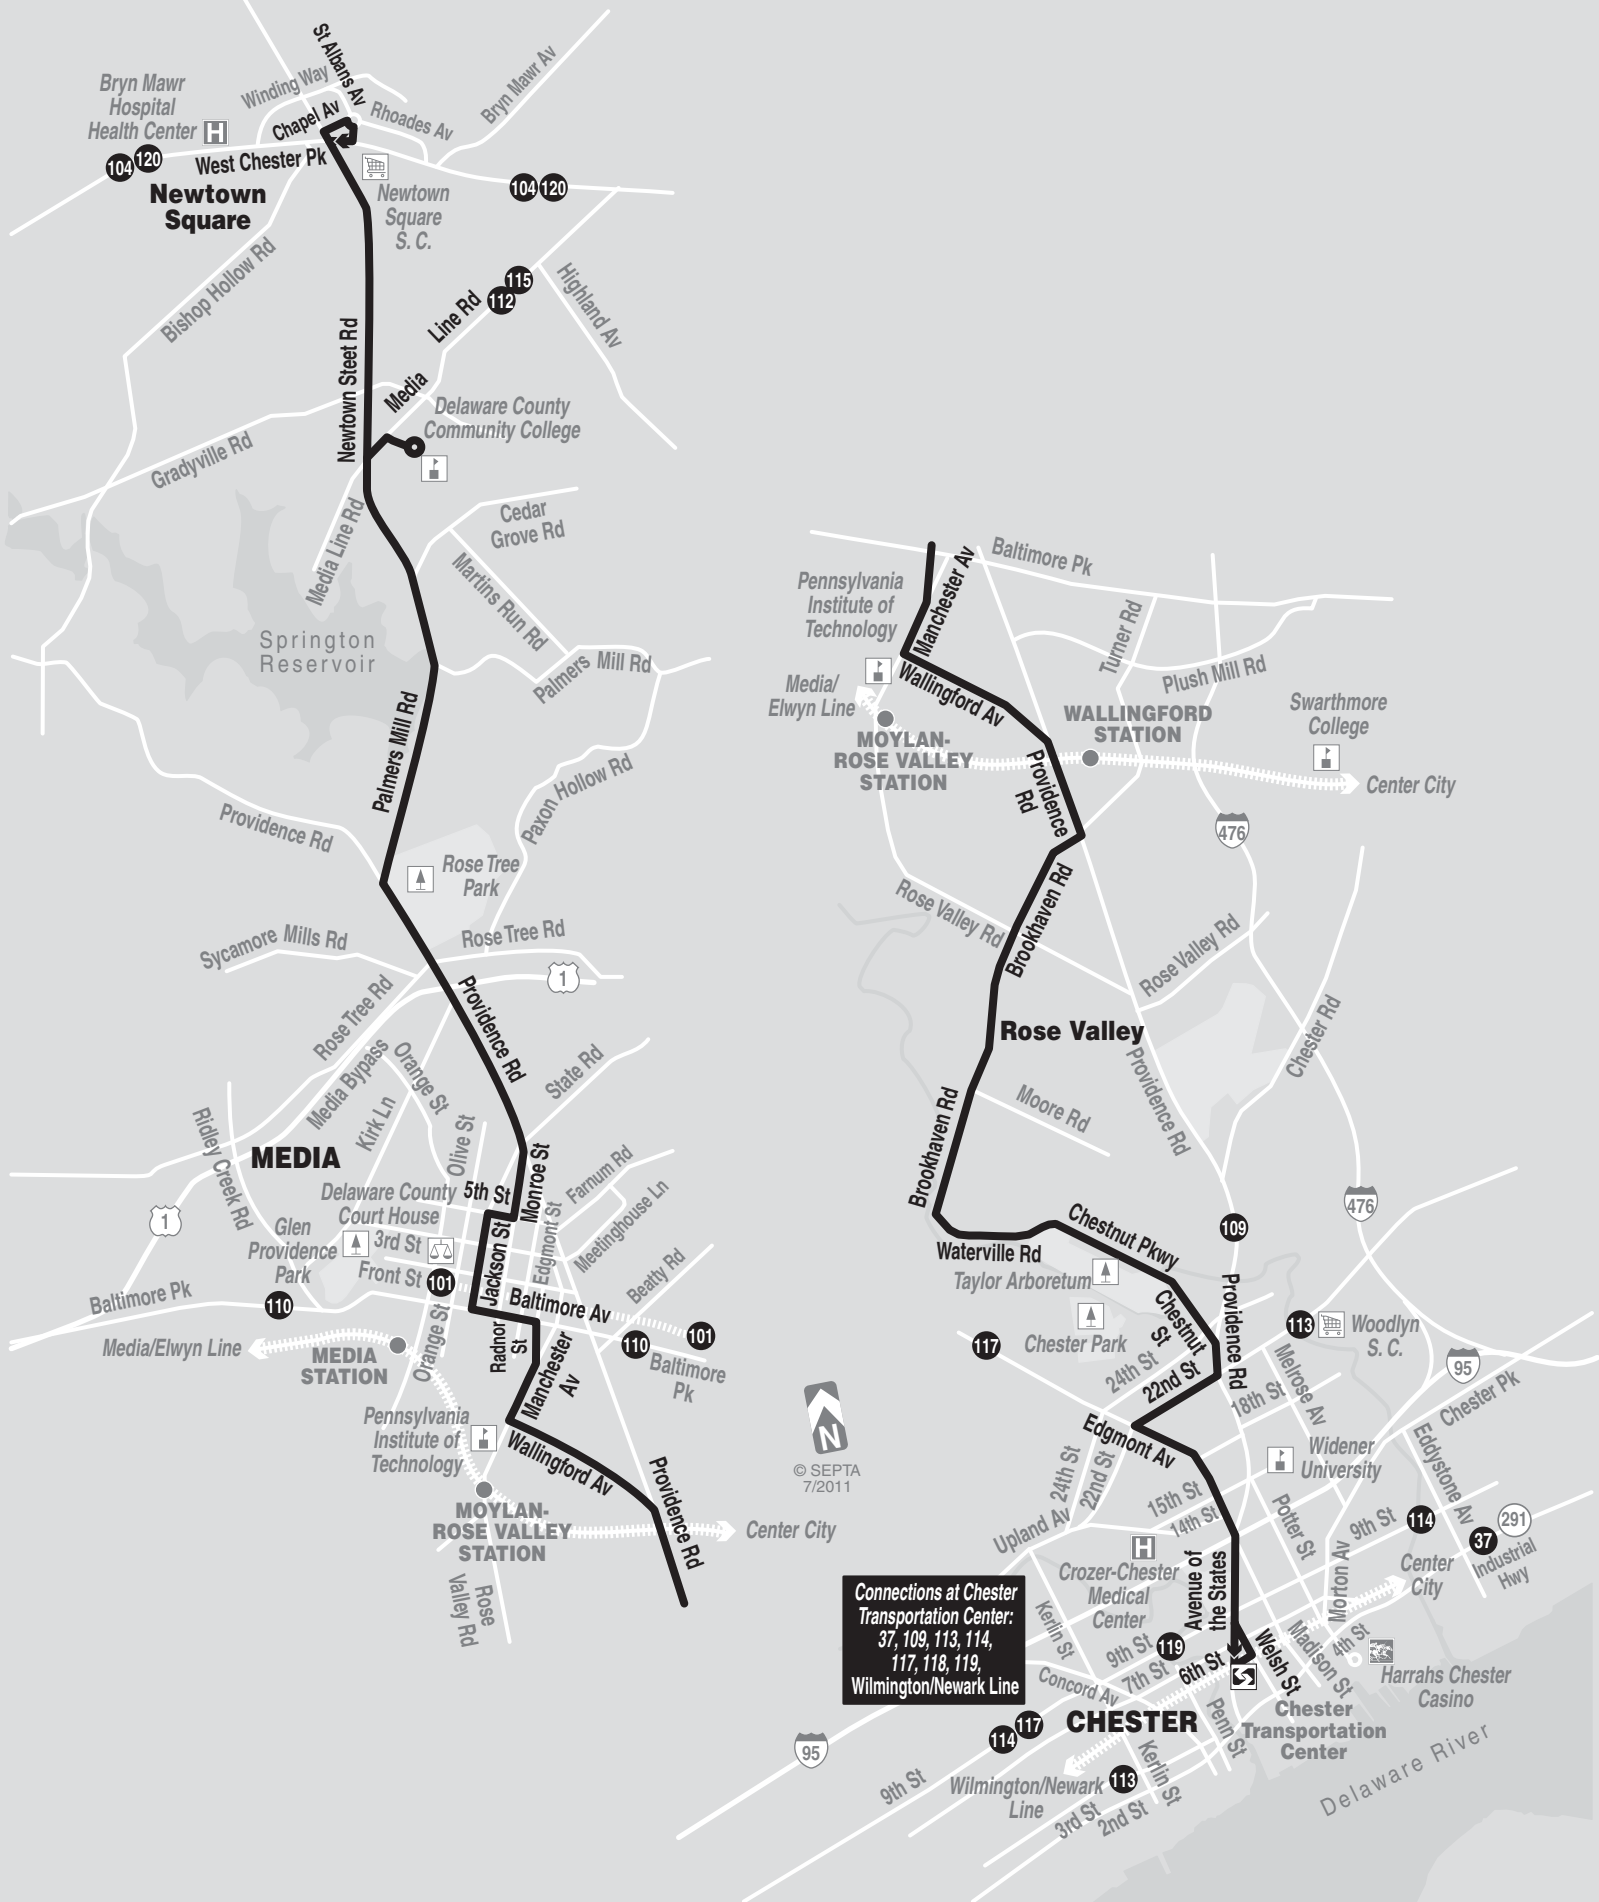 St Albans Av
Winding Way
Bryn Mawr Av
Bryn Mawr
Hospital
Health Center
H
Chapel Av
Rhoades Av
104
120
West Chester Pk
Newtown
Square
Newtown
Square
S. C.
104
120
Bishop Hollow Rd
115
112
Line Rd
Highland Av
Newtown Steet Rd
Media
Delaware County
Community College
Gradyville Rd
Media Line Rd
Cedar
Grove Rd
Martins Run Rd
Springton
Reservoir
Palmers Mill Rd
Palmers Mill Rd
Paxon Hollow Rd
Providence Rd
Rose Tree
Park
Sycamore Mills Rd
Rose Tree Rd
1
Rose Tree Rd
Providence Rd
Media Bypass
Orange St
State Rd
Kirk Ln
Ridley Creek Rd
Olive St
MEDIA
Monroe St
Farnum Rd
5th St
Delaware County
Court House
Meetinghouse Ln
1
Glen
Providence
Park
3rd St
Jackson St
Edgmont St
Front St
101
Beatty Rd
Baltimore Pk
110
Baltimore Av
Orange St
Media/Elwyn Line
MEDIA
STATION
Radnor
St
Manchester
Av
110
101
Baltimore
Pk
Pennsylvania
Institute of
Technology
Wallingford Av
Providence Rd
MOYLAN-
ROSE VALLEY
STATION
Center City
Rose
Valley Rd
N
© SEPTA
7/2011
Baltimore Pk
Manchester Av
Pennsylvania
Institute of
Technology
Turner Rd
Plush Mill Rd
Media/
Elwyn Line
Wallingford Av
WALLINGFORD
STATION
Swarthmore
College
MOYLAN-
ROSE VALLEY
STATION
Providence
Rd
Center City
476
Brookhaven Rd
Rose Valley Rd
Rose Valley Rd
Rose Valley
Chester Rd
Providence Rd
Moore Rd
Brookhaven Rd
476
109
Chestnut Pkwy
Waterville Rd
Taylor Arboretum
Providence Rd
Chestnut
St
Chester Park
117
113
Woodlyn
S. C.
24th St
22nd St
Melrose Av
95
18th St
Chester Pk
Edgmont Av
Eddystone Av
24th St
22nd St
Widener
University
15th St
14th St
Potter St
Upland Av
9th St
114
291
37
Industrial
Hwy
H
Crozer-Chester
Medical
Center
Avenue of
the States
Morton Av
Center
City
Connections at Chester
Transportation Center:
37, 109, 113, 114,
117, 118, 119,
Wilmington/Newark Line
Kerlin St
9th St
119
7th St
6th St
Welsh St
Madison St
4th St
Harrahs Chester
Casino
Concord Av
Penn St
Chester
Transportation
Center
117
114
CHESTER
95
Kerlin St
9th St
Wilmington/Newark
Line
113
3rd St
2nd St
Delaware River